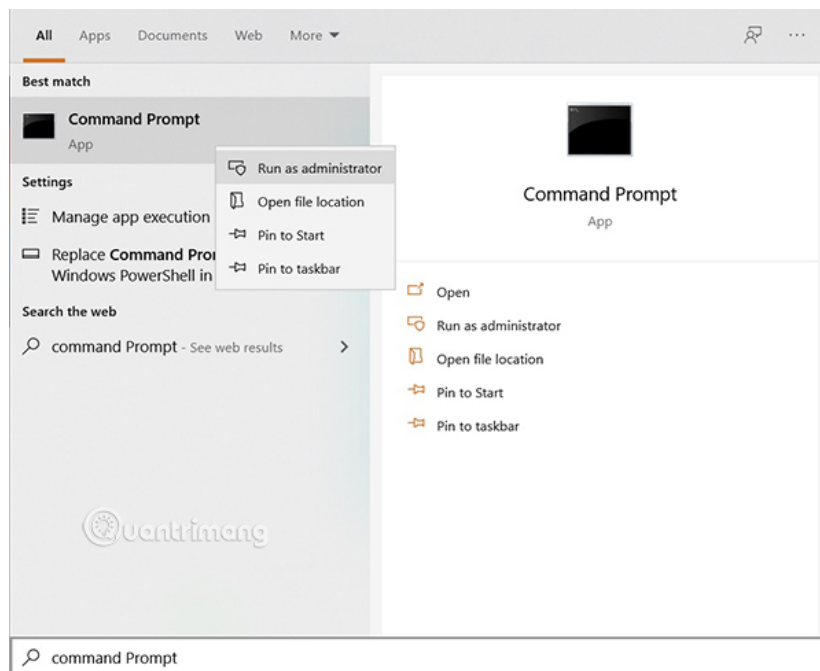 All Apps Documents Web More
Best match
Command Prompt
App
Run as administrator
Open file location
Pin to Start
Pin to taskbar
Settings
Manage app execution
Replace Command Pro
Windows PowerShell in
Search the web
command Prompt - See web results
Command Prompt
App
Open
Run as administrator
Open file location
Pin to Start
Pin to taskbar
Quantrimang
command Prompt